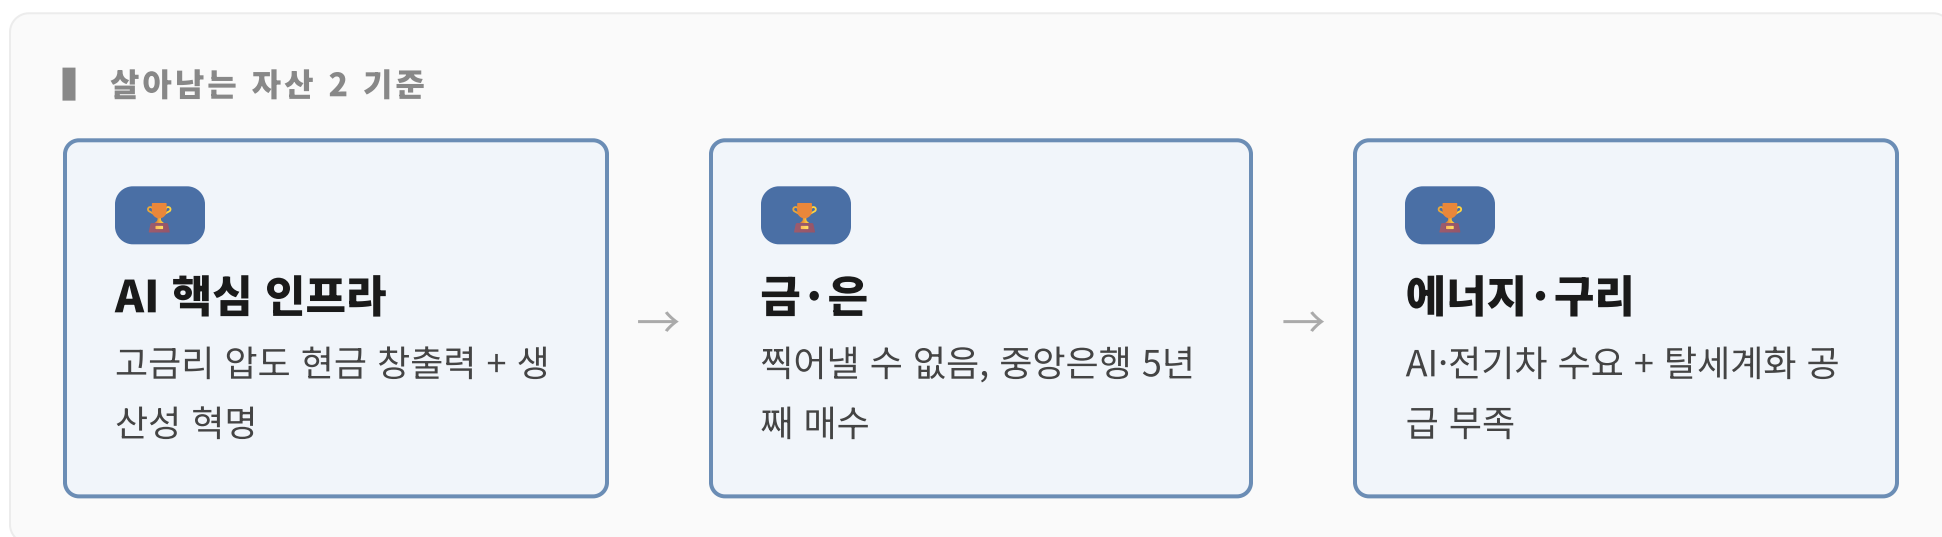 살아남는 자산 2 기준
AI 핵심 인프라
고금리 압도 현금 창출력 + 생
산성 혁명
→
금·은
찍어낼 수 없음, 중앙은행 5년
째 매수
→
에너지·구리
AI·전기차 수요 + 탈세계화 공
급 부족